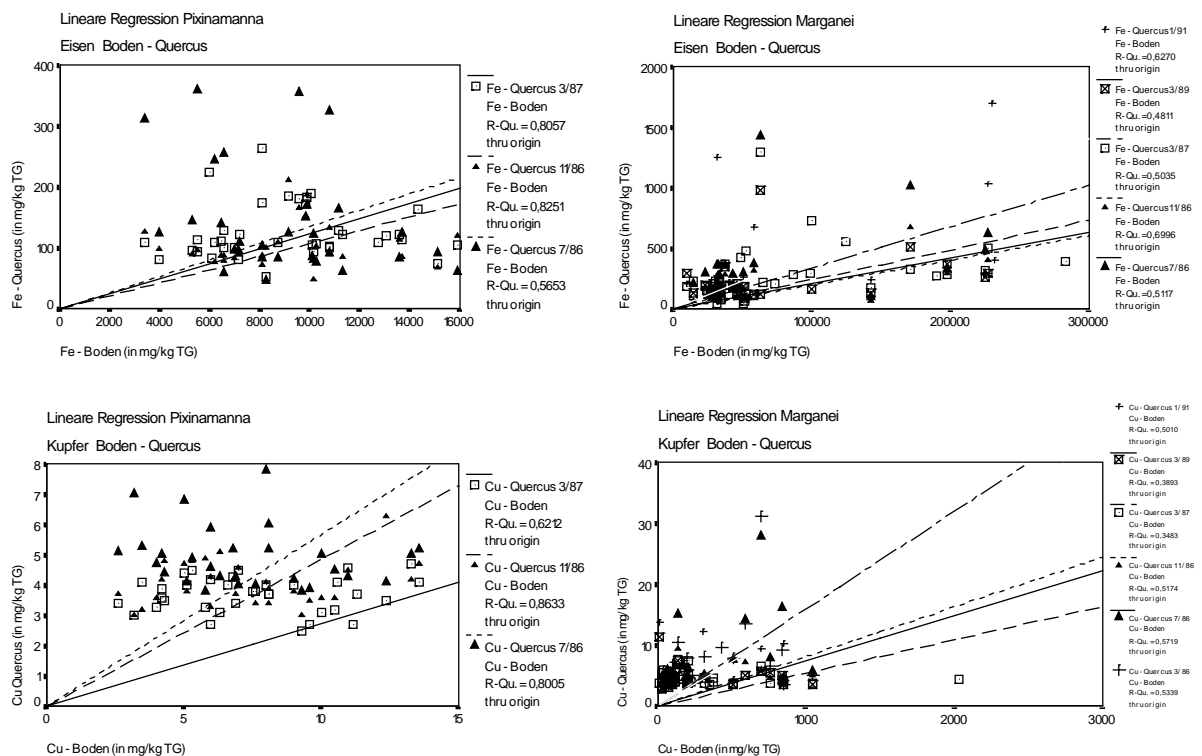 Lineare Regression Pixinamanna
Eisen Boden - Quercus
400
300
200
100
0
0 2000 4000 6000 8000 10000 12000 14000 16000
Fe - Quercus (in mg/kg TG)
Fe - Boden (in mg/kg TG)
Fe - Quercus 3/87
Fe - Boden
R-Qu. = 0,8057
thru origin
Fe - Quercus 11/86
Fe - Boden
R-Qu. = 0,8251
thru origin
Fe - Quercus 7/86
Fe - Boden
R-Qu. = 0,5653
thru origin
Lineare Regression Marganei
Eisen Boden - Quercus
2000
1500
1000
500
0
0 100000 200000 300000
Fe - Quercus (in mg/kg TG)
Fe - Boden (in mg/kg TG)
Fe - Quercus 1/91
Fe - Boden
R-Qu. = 0,6270
thru origin
Fe - Quercus 3/89
Fe - Boden
R-Qu. = 0,4811
thru origin
Fe - Quercus 3/87
Fe - Boden
R-Qu. = 0,5035
thru origin
Fe - Quercus 11/86
Fe - Boden
R-Qu. = 0,6996
thru origin
Fe - Quercus 7/86
Fe - Boden
R-Qu. = 0,5117
thru origin
Lineare Regression Pixinamanna
Kupfer Boden - Quercus
8
7
6
5
4
3
2
1
0
0 5 10 15
Cu Quercus (in mg/kg TG)
Cu - Boden (in mg/kg TG)
Cu - Quercus 3/87
Cu - Boden
R-Qu. = 0,6212
thru origin
Cu - Quercus 11/86
Cu - Boden
R-Qu. = 0,8633
thru origin
Cu - Quercus 7/86
Cu - Boden
R-Qu. = 0,8005
thru origin
Lineare Regression Marganei
Kupfer Boden - Quercus
40
30
20
10
0
0 1000 2000 3000
Cu - Quercus (in mg/kg TG)
Cu - Boden (in mg/kg TG)
Cu - Quercus 1/91
Cu - Boden
R-Qu. = 0,5010
thru origin
Cu - Quercus 3/89
Cu - Boden
R-Qu. = 0,3893
thru origin
Cu - Quercus 3/87
Cu - Boden
R-Qu. = 0,3483
thru origin
Cu - Quercus 11/86
Cu - Boden
R-Qu. = 0,5174
thru origin
Cu - Quercus 7/86
Cu - Boden
R-Qu. = 0,5719
thru origin
Cu - Quercus 3/86
Cu - Boden
R-Qu. = 0,5339
thru origin